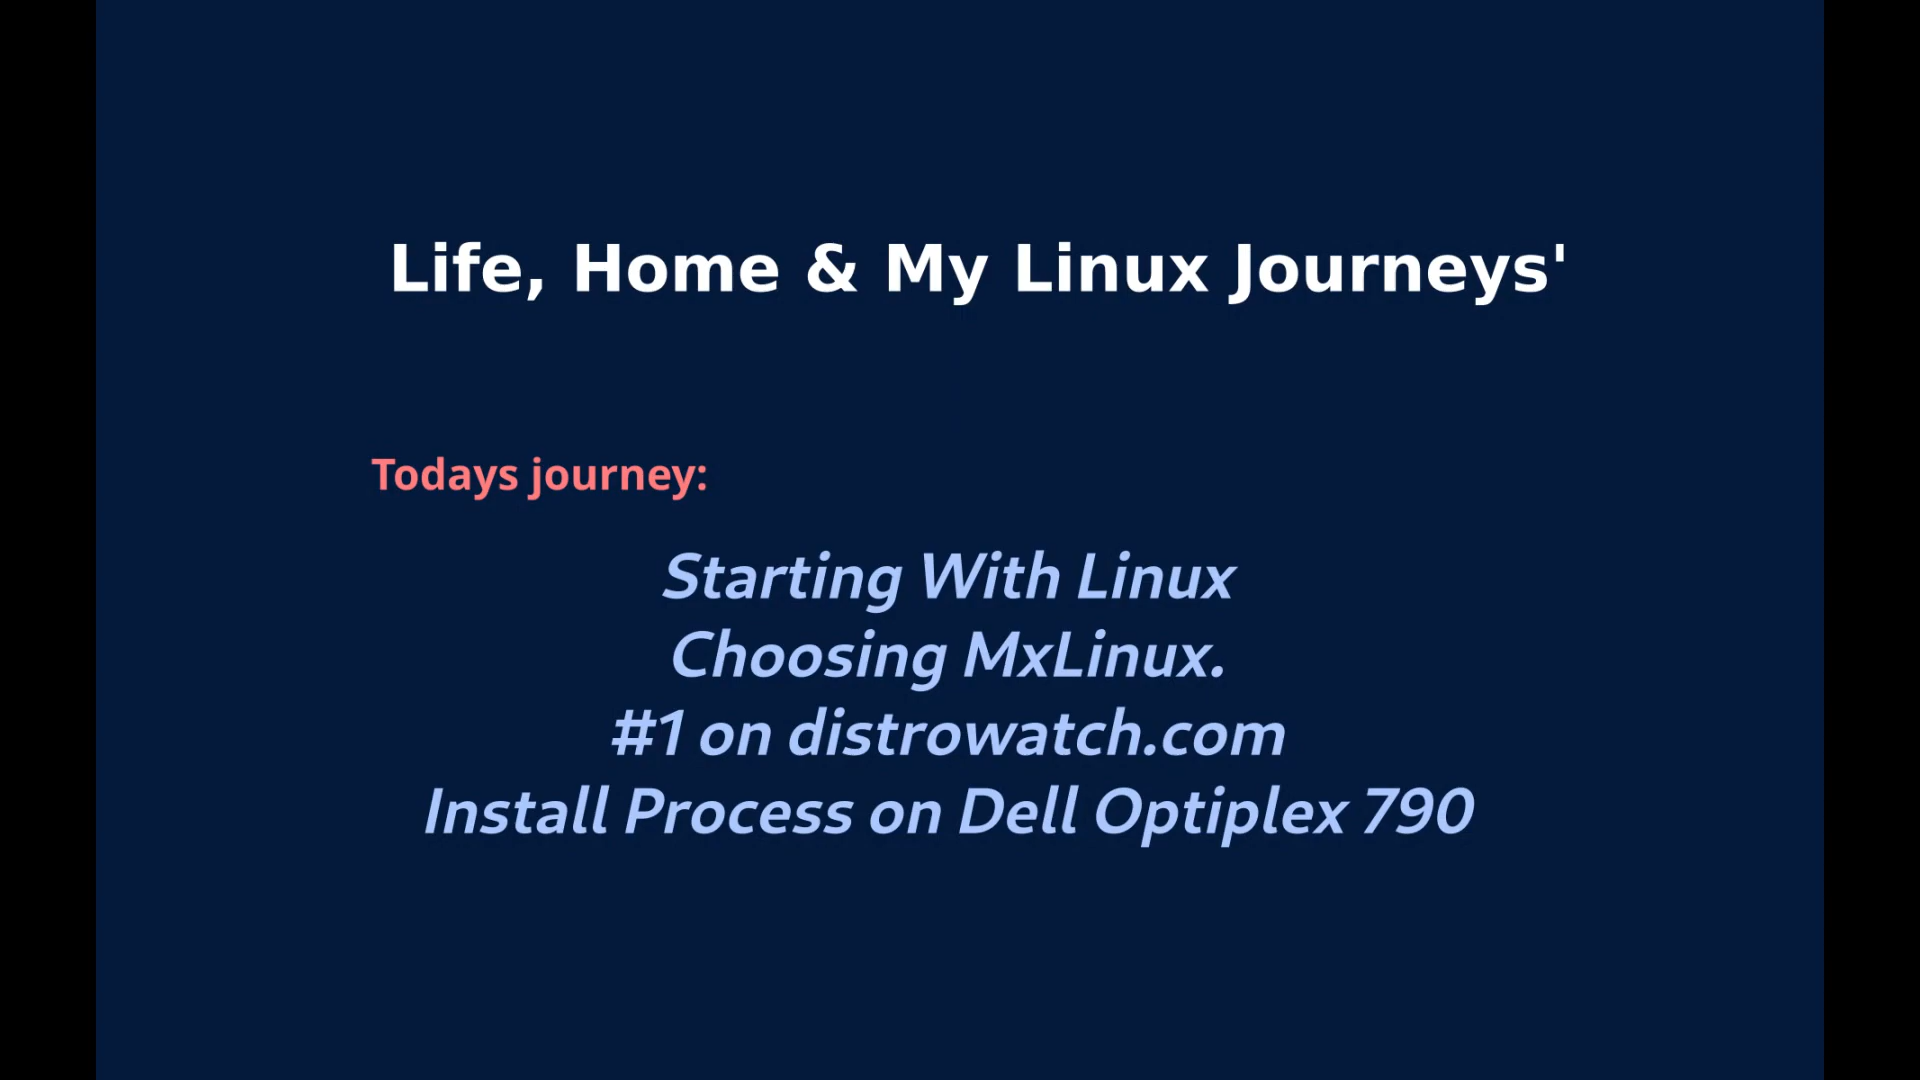 Life, Home & My Linux Journeys'
Todays journey:
Starting With Linux
Choosing MxLinux.
#1 on distrowatch.com
Install Process on Dell Optiplex 790